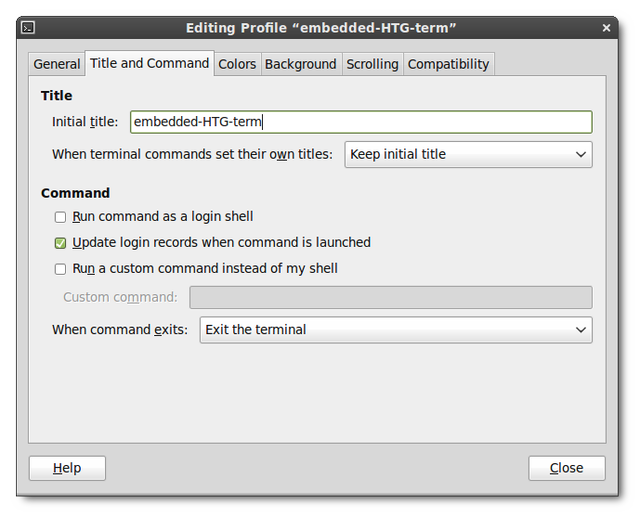 Editing Profile “embedded-HTG-term”
General Title and Command Colors Background Scrolling Compatibility
Title
Initial title: embedded-HTG-term
When terminal commands set their own titles: Keep initial title
Command
Run command as a login shell
Update login records when command is launched
Run a custom command instead of my shell
Custom command:
When command exits: Exit the terminal
Help Close